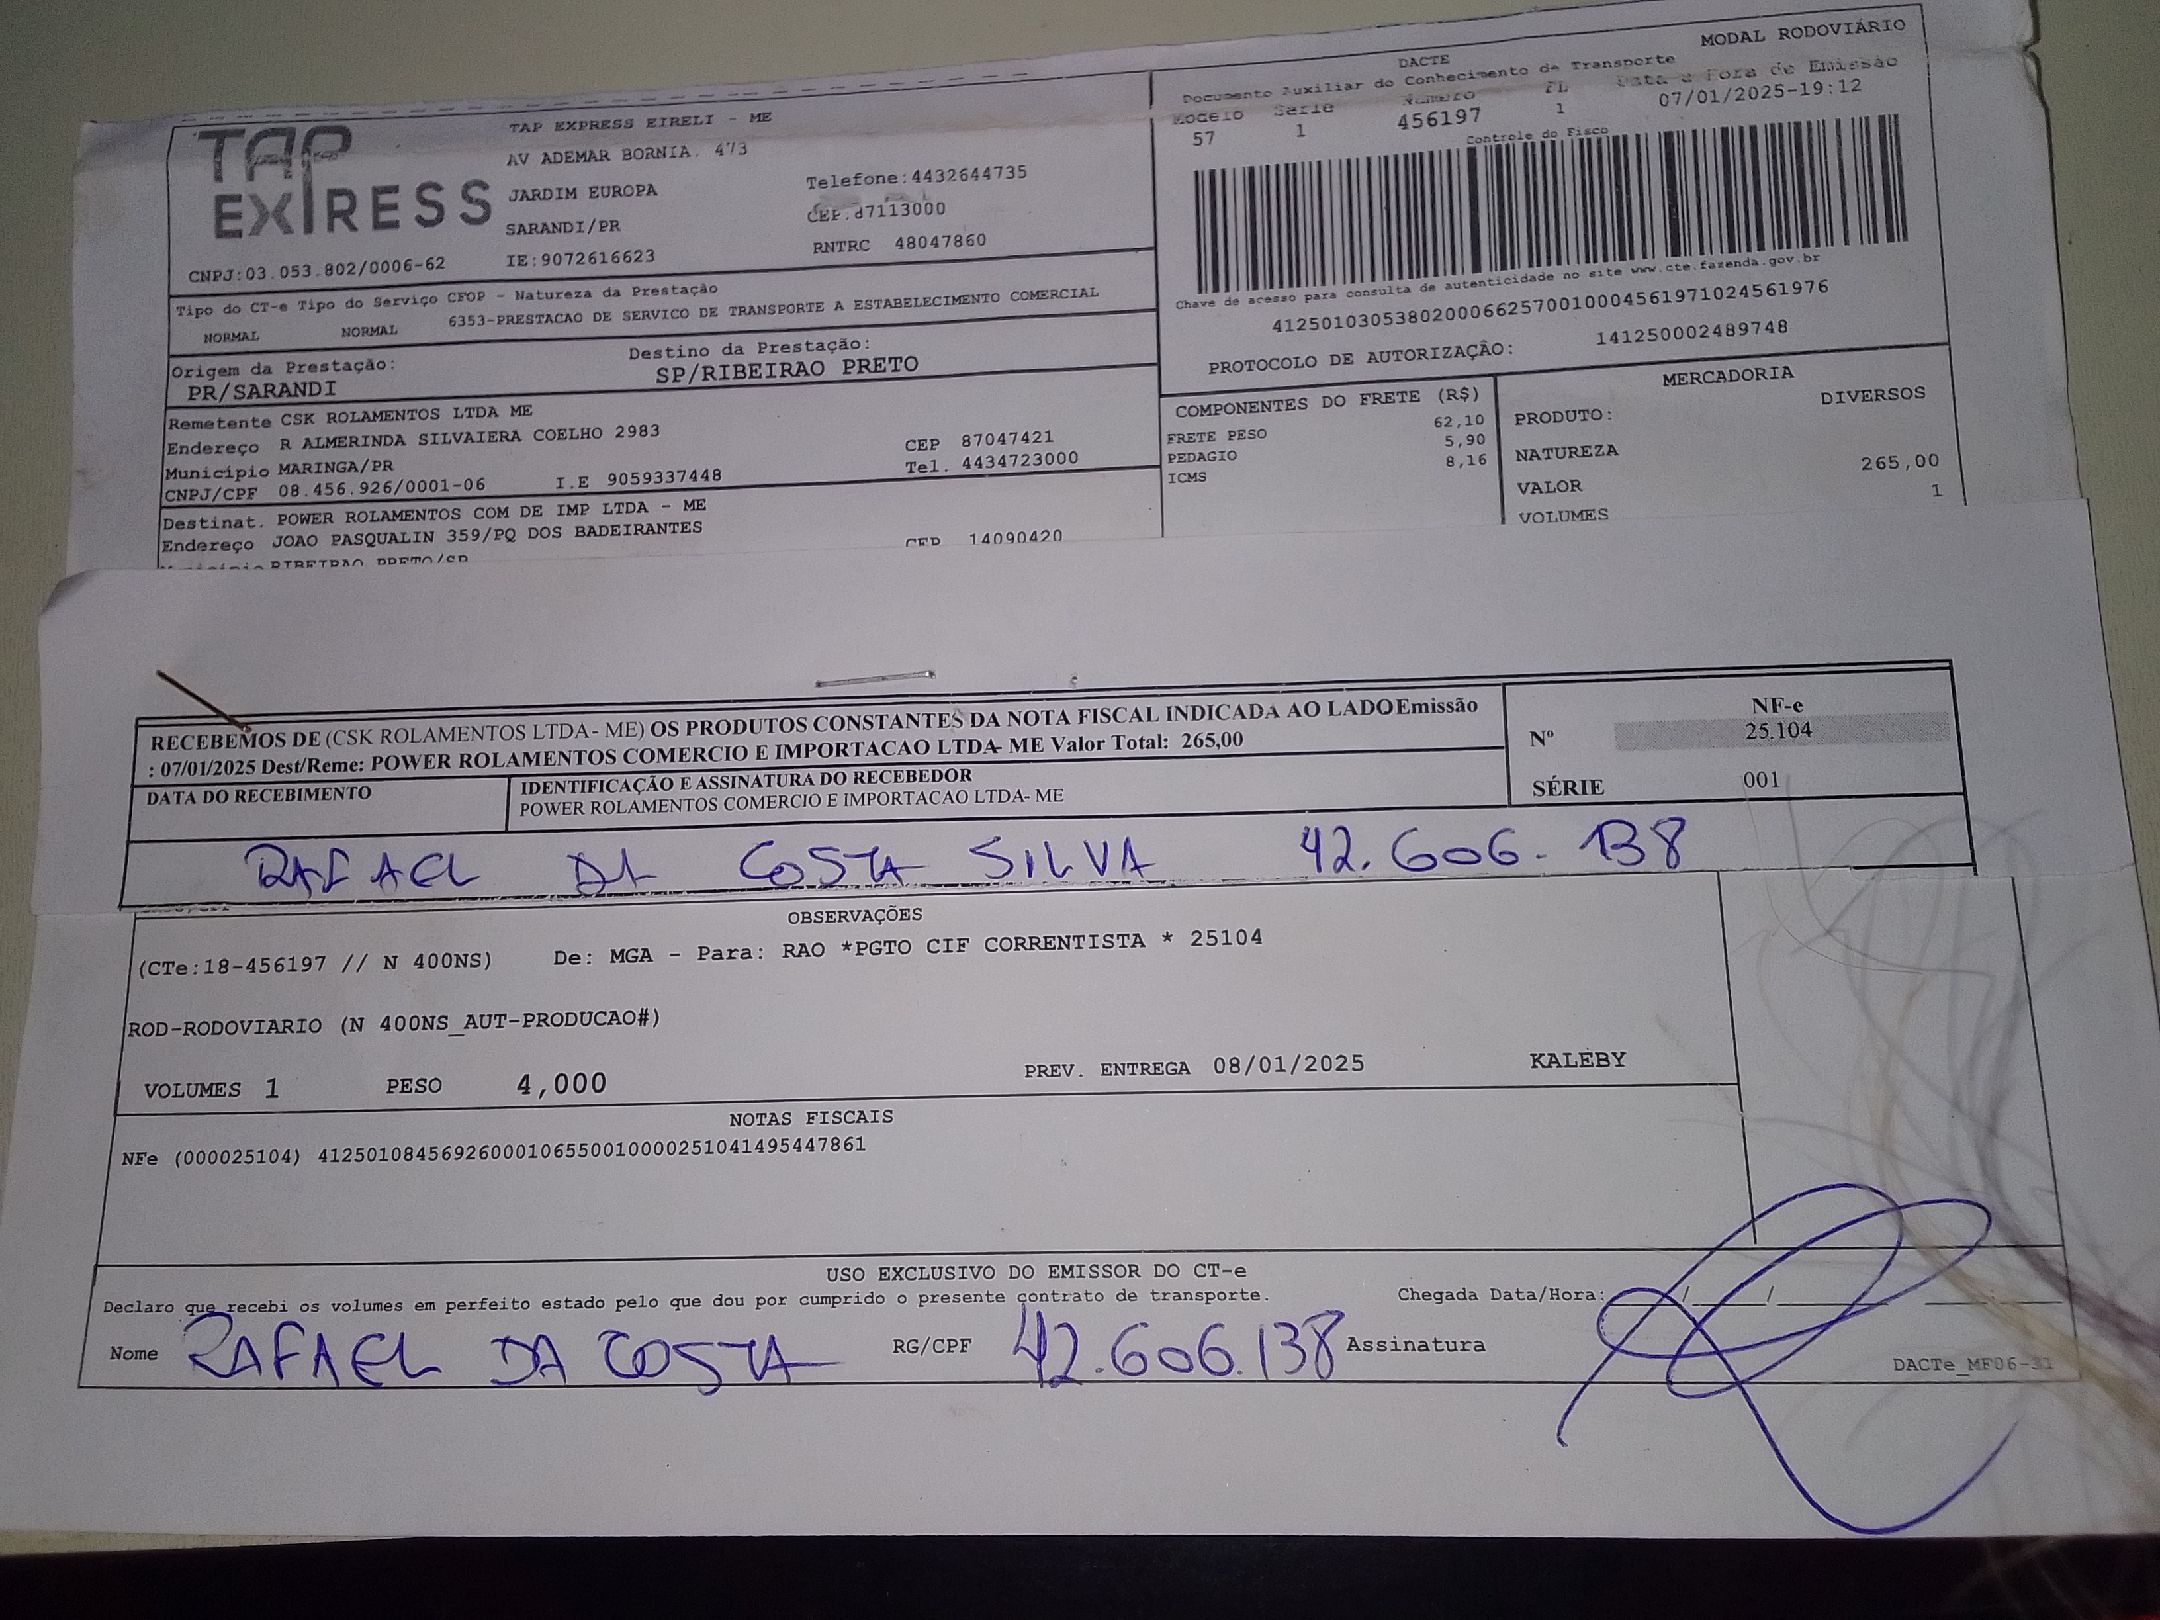 TAP EXPRESS
TAP EXPRESS EIRELI - ME
AV ADEMAR BORNIA, 473
JARDIM EUROPA
Telefone:4432644735
SARANDI/PR
CEP. 87113000
CNPJ:03.053.802/0006-62
IE:9072616623
RNTRC 48047860
MODAL RODOVIÁRIO
DACTE
Documento Auxiliar do Conhecimento de Transporte
Modelo Serie Numero FL Data e Hora de Emissão
57 1 456197 1 07/01/2025-19:12
Controle do Fisco
Chave de acesso para consulta de autenticidade no site www.cte.fazenda.gov.br
41250103053802000662570010004561971024561976
PROTOCOLO DE AUTORIZAÇÃO: 141250002489748
Tipo do CT-e Tipo do Serviço CFOP - Natureza da Prestação
NORMAL NORMAL 6353-PRESTACAO DE SERVICO DE TRANSPORTE A ESTABELECIMENTO COMERCIAL
Origem da Prestação: Destino da Prestação:
PR/SARANDI SP/RIBEIRAO PRETO
Remetente CSK ROLAMENTOS LTDA ME
Endereço R ALMERINDA SILVAIERA COELHO 2983 CEP 87047421
Município MARINGA/PR Tel. 4434723000
CNPJ/CPF 08.456.926/0001-06 I.E 9059337448
Destinat. POWER ROLAMENTOS COM DE IMP LTDA - ME
Endereço JOAO PASQUALIN 359/PQ DOS BADEIRANTES CEP 14090420
Município RIBEIRAO PRETO/SP
COMPONENTES DO FRETE (R$)
FRETE PESO 62,10
PEDAGIO 5,90
ICMS 8,16
MERCADORIA
PRODUTO: DIVERSOS
NATUREZA
VALOR 265,00
VOLUMES 1
RECEBEMOS DE (CSK ROLAMENTOS LTDA- ME) OS PRODUTOS CONSTANTES DA NOTA FISCAL INDICADA AO LADOEmissão
: 07/01/2025 Dest/Reme: POWER ROLAMENTOS COMERCIO E IMPORTACAO LTDA- ME Valor Total: 265,00
NF-e
Nº 25.104
SÉRIE 001
DATA DO RECEBIMENTO
IDENTIFICAÇÃO E ASSINATURA DO RECEBEDOR
POWER ROLAMENTOS COMERCIO E IMPORTACAO LTDA- ME
RAFAEL DA COSTA SILVA 42.606.138
OBSERVAÇÕES
(CTe:18-456197 // N 400NS) De: MGA - Para: RAO *PGTO CIF CORRENTISTA * 25104
ROD-RODOVIARIO (N 400NS_AUT-PRODUCAO#)
VOLUMES 1 PESO 4,000 PREV. ENTREGA 08/01/2025 KALEBY
NOTAS FISCAIS
NFe (000025104) 41250108456926000106550010000251041495447861
USO EXCLUSIVO DO EMISSOR DO CT-e
Declaro que recebi os volumes em perfeito estado pelo que dou por cumprido o presente contrato de transporte. Chegada Data/Hora:
Nome RAFAEL DA COSTA RG/CPF 42.606.138 Assinatura
DACTe_MF06-31